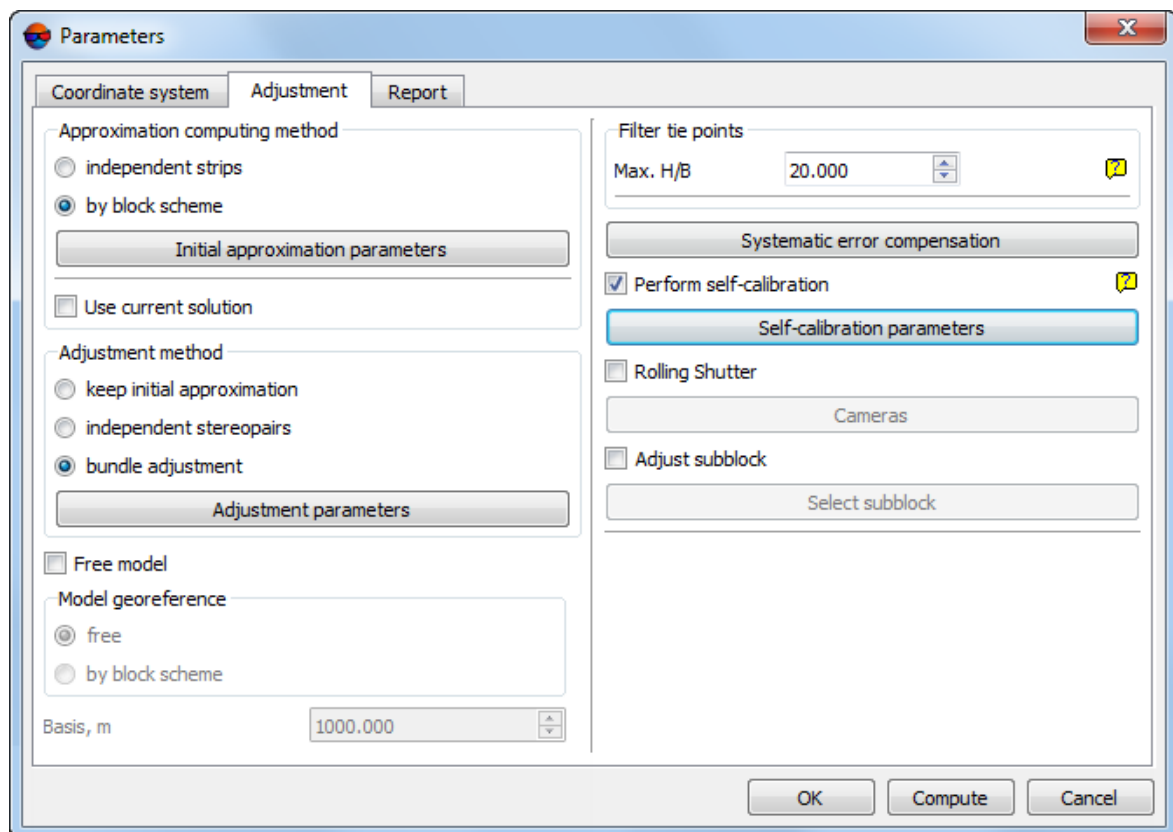 Parameters
Coordinate system Adjustment Report
Approximation computing method
independent strips
by block scheme
Initial approximation parameters
Use current solution
Adjustment method
keep initial approximation
independent stereopairs
bundle adjustment
Adjustment parameters
Free model
Model georeference
free
by block scheme
Basis, m 1000.000
Filter tie points
Max. H/B 20.000 ?
Systematic error compensation
Perform self-calibration ?
Self-calibration parameters
Rolling Shutter
Cameras
Adjust subblock
Select subblock
OK Compute Cancel